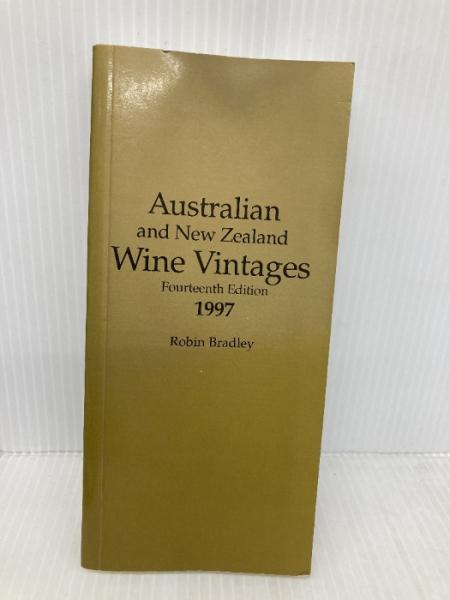 Australian
and New Zealand
Wine Vintages
Fourteenth Edition
1997
Robin Bradley